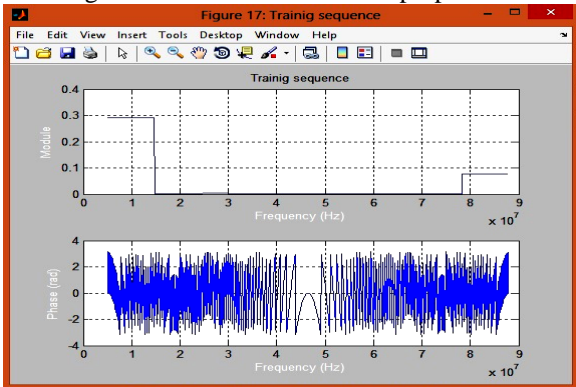 Figure 17: Trainig sequence
File Edit View Insert Tools Desktop Window Help
Trainig sequence
Module
0.4
0.3
0.2
0.1
0
0 1 2 3 4 5 6 7 8 9
Frequency (Hz)
x 10^7
Phase (rad)
4
2
0
-2
-4
0 1 2 3 4 5 6 7 8 9
Frequency (Hz)
x 10^7